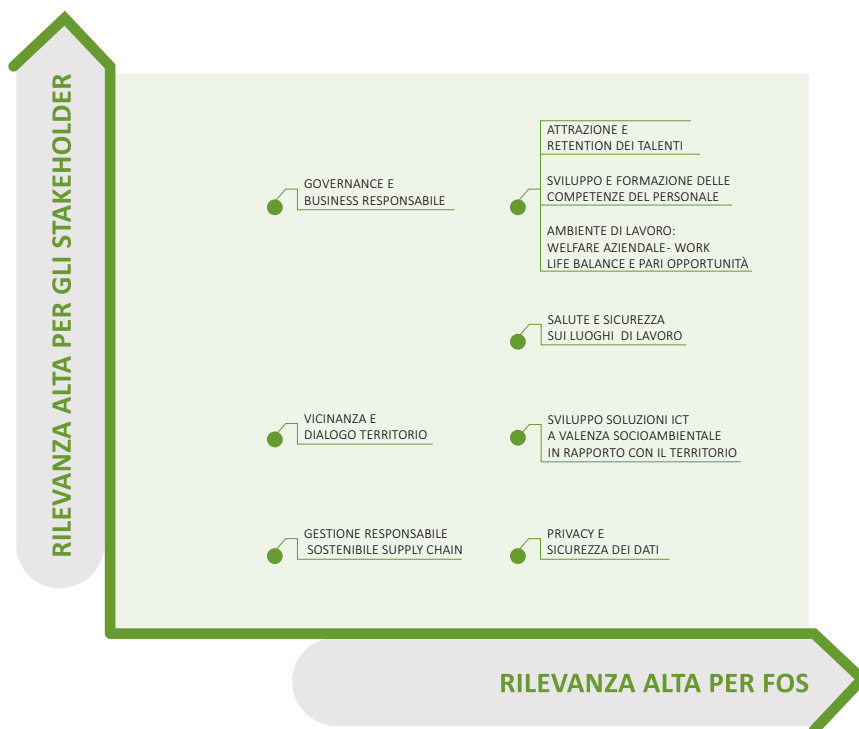 RILEVANZA ALTA PER GLI STAKEHOLDER
GOVERNANCE E
BUSINESS RESPONSABILE
ATTRAZIONE E
RETENTION DEI TALENTI
SVILUPPO E FORMAZIONE DELLE
COMPETENZE DEL PERSONALE
AMBIENTE DI LAVORO:
WELFARE AZIENDALE- WORK
LIFE BALANCE E PARI OPPORTUNITÀ
SALUTE E SICUREZZA
SUI LUOGHI DI LAVORO
VICINANZA E
DIALOGO TERRITORIO
SVILUPPO SOLUZIONI ICT
A VALENZA SOCIOAMBIENTALE
IN RAPPORTO CON IL TERRITORIO
GESTIONE RESPONSABILE
SOSTENIBILE SUPPLY CHAIN
PRIVACY E
SICUREZZA DEI DATI
RILEVANZA ALTA PER FOS